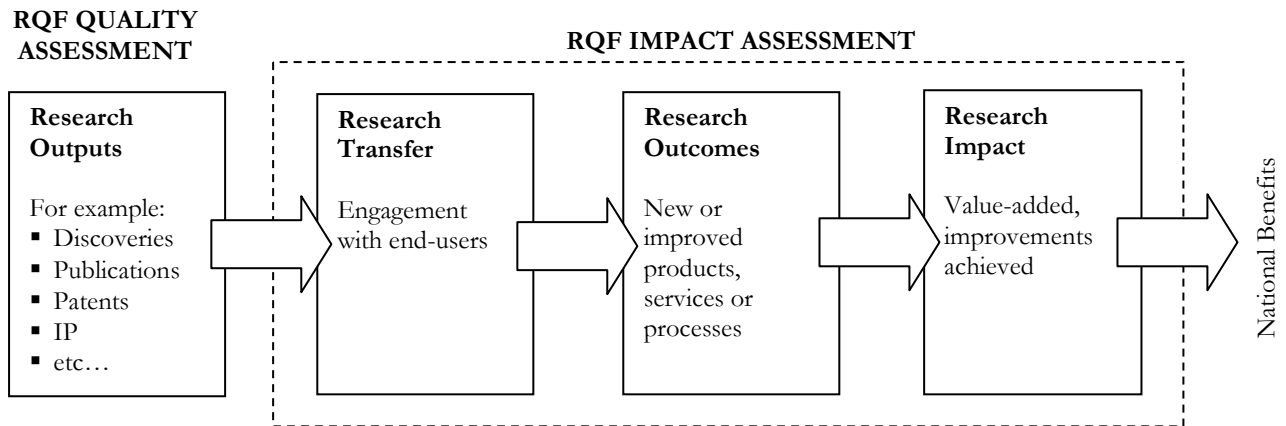 RQF QUALITY
ASSESSMENT
RQF IMPACT ASSESSMENT
Research
Outputs
For example:
▪ Discoveries
▪ Publications
▪ Patents
▪ IP
▪ etc…
Research
Transfer
Engagement
with end-users
Research
Outcomes
New or
improved
products,
services or
processes
Research
Impact
Value-added,
improvements
achieved
National Benefits